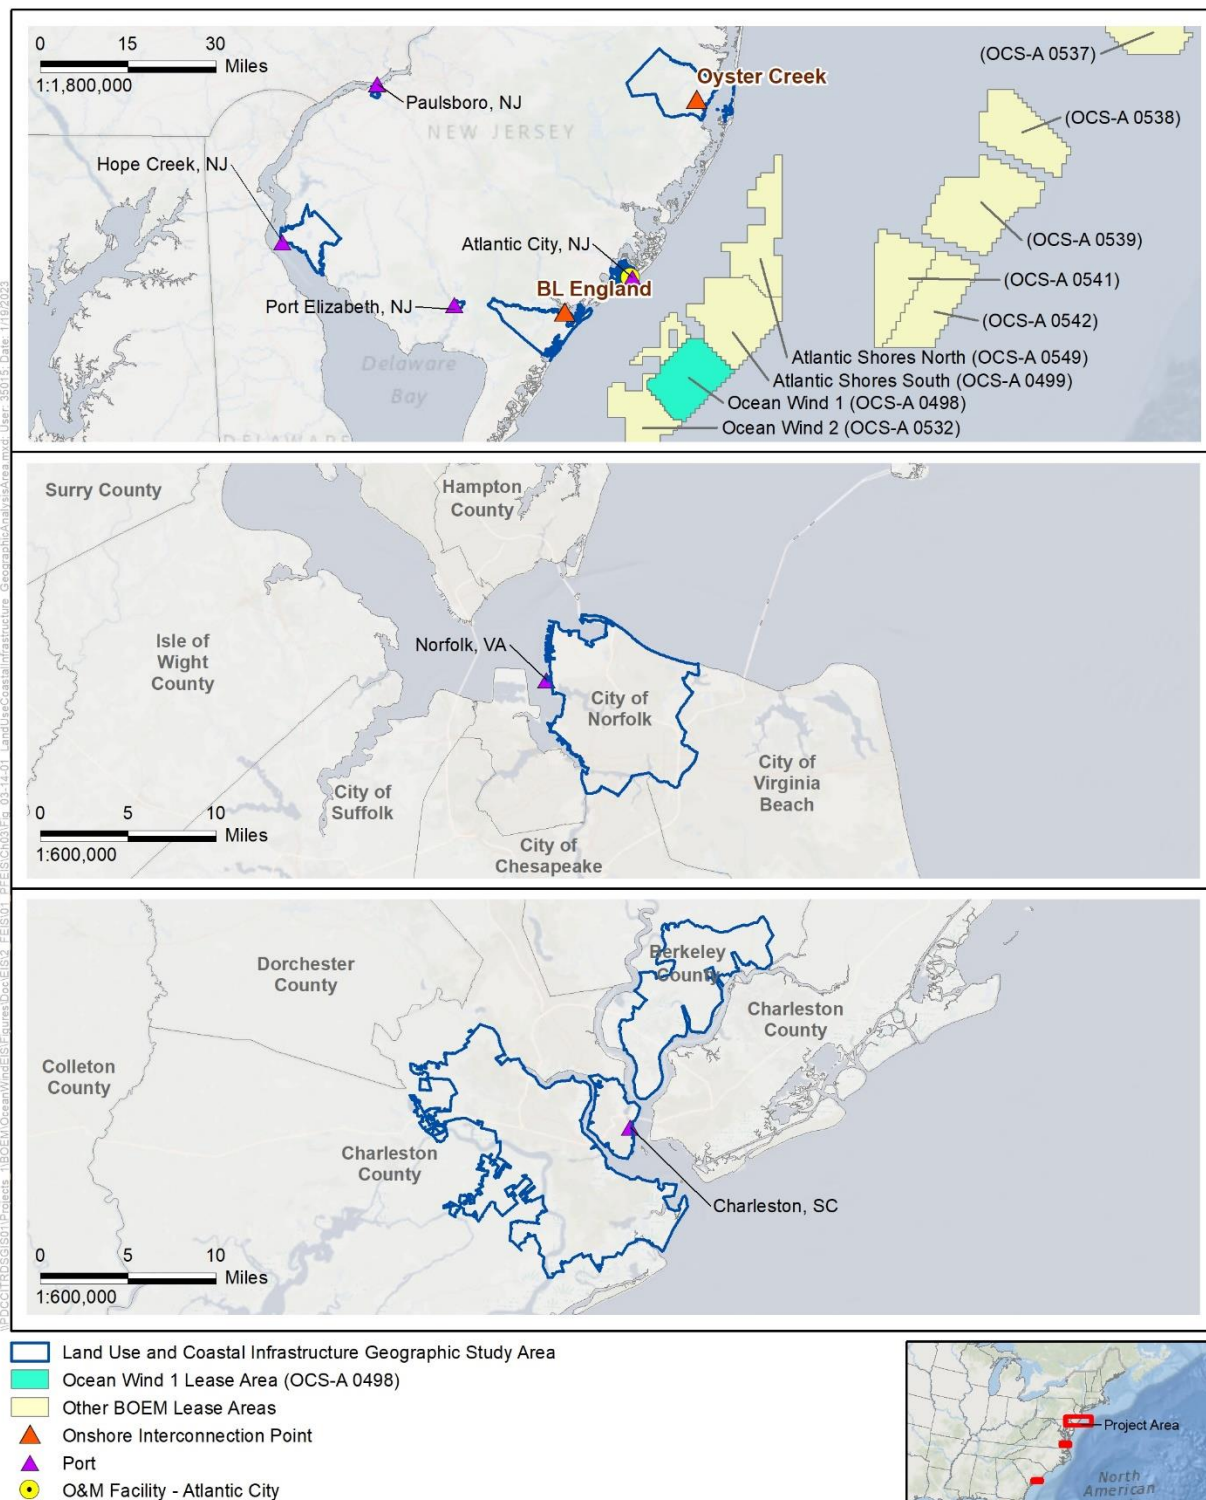 0 15 30
Miles
1:1,800,000
Paulsboro, NJ
Hope Creek, NJ
NEW JERSEY
Oyster Creek
Atlantic City, NJ
BL England
Port Elizabeth, NJ
Delaware
Bay
DELAWARE
(OCS-A 0537)
(OCS-A 0538)
(OCS-A 0539)
(OCS-A 0541)
(OCS-A 0542)
Atlantic Shores North (OCS-A 0549)
Atlantic Shores South (OCS-A 0499)
Ocean Wind 1 (OCS-A 0498)
Ocean Wind 2 (OCS-A 0532)
Surry County
Hampton
County
Isle of
Wight
County
Norfolk, VA
City of
Norfolk
City of
Virginia
Beach
City of
Suffolk
City of
Chesapeake
0 5 10
Miles
1:600,000
Dorchester
County
Berkeley
County
Charleston
County
Colleton
County
Charleston
County
Charleston, SC
0 5 10
Miles
1:600,000
Land Use and Coastal Infrastructure Geographic Study Area
Ocean Wind 1 Lease Area (OCS-A 0498)
Other BOEM Lease Areas
Onshore Interconnection Point
Port
O&M Facility - Atlantic City
Project Area
North
American